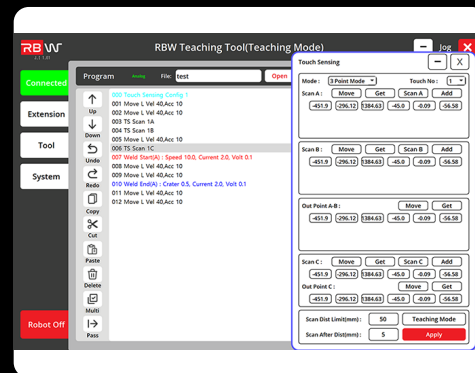 RBW
2.1 1.01
RBW Teaching Tool(Teaching Mode)
Jog
X
Connected
Extension
Tool
System
Robot Off
Program
Analog
File:
test
Open
Up
Down
Undo
Redo
Copy
Cut
Paste
Delete
Multi
Pass
000 Touch Sensing Config 1
001 Move L Vel 40,Acc 10
002 Move L Vel 40,Acc 10
003 TS Scan 1A
004 TS Scan 1B
005 Move L Vel 40,Acc 10
006 TS Scan 1C
007 Weld Start(A) : Speed 10.0, Current 2.0, Volt 0.1
008 Move L Vel 40,Acc 10
009 Move L Vel 40,Acc 10
010 Weld End(A) : Crater 0.5, Current 2.0, Volt 0.1
011 Move L Vel 40,Acc 10
012 Move L Vel 40,Acc 10
Touch Sensing
X
Mode : 3 Point Mode Touch No : 1
Scan A : Move Get Scan A Add
-451.9 -296.12 1384.63 -45.0 -0.09 -56.58
Scan B : Move Get Scan B Add
-451.9 -296.12 1384.63 -45.0 -0.09 -56.58
Out Point A-B : Move Get
-451.9 -296.12 1384.63 -45.0 -0.09 -56.58
Scan C : Move Get Scan C Add
-451.9 -296.12 1384.63 -45.0 -0.09 -56.58
Out Point C : Move Get
-451.9 -296.12 1384.63 -45.0 -0.09 -56.58
Scan Dist Limit(mm) : 50 Teaching Mode
Scan After Dist(mm) : 5 Apply